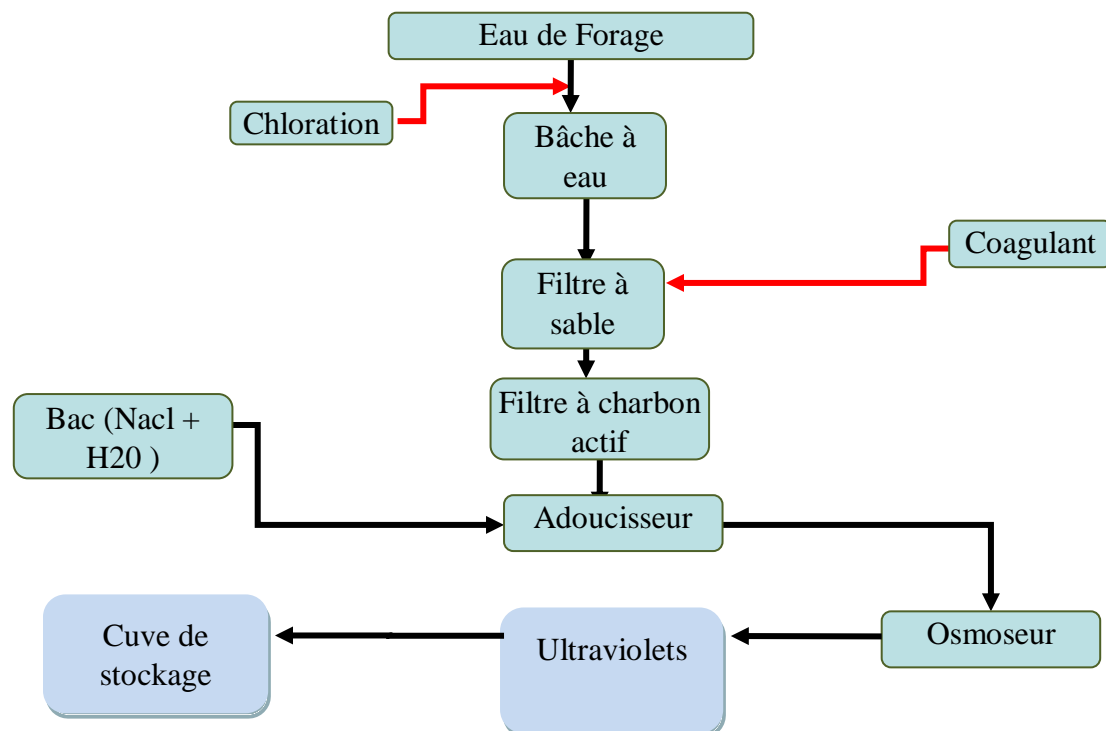 Eau de Forage
Chloration
Bâche à
eau
Coagulant
Filtre à
sable
Filtre à charbon
actif
Bac (Nacl +
H20 )
Adoucisseur
Osmoseur
Ultraviolets
Cuve de
stockage